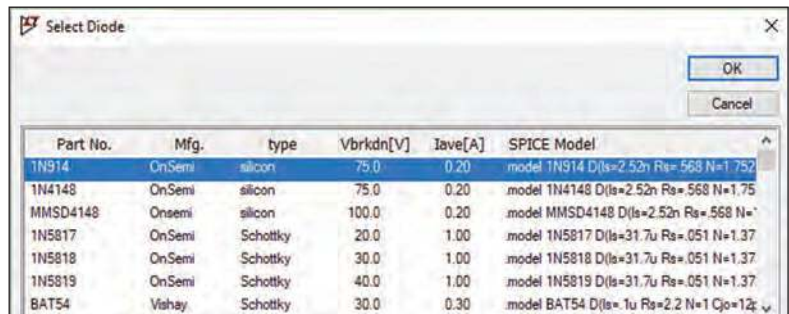 Select Diode
OK
Cancel
Part No. Mfg. type Vbrkdn[V] Iave[A] SPICE Model
1N914 OnSemi silicon 75.0 0.20 .model 1N914 D(Is=2.52n Rs=.568 N=1.752
1N4148 OnSemi silicon 75.0 0.20 .model 1N4148 D(Is=2.52n Rs=.568 N=1.75
MMSD4148 Onsemi silicon 100.0 0.20 .model MMSD4148 D(Is=2.52n Rs=.568 N=
1N5817 OnSemi Schottky 20.0 1.00 .model 1N5817 D(Is=31.7u Rs=.051 N=1.37
1N5818 OnSemi Schottky 30.0 1.00 .model 1N5818 D(Is=31.7u Rs=.051 N=1.37
1N5819 OnSemi Schottky 40.0 1.00 .model 1N5819 D(Is=31.7u Rs=.051 N=1.37
BAT54 Vishay Schottky 30.0 0.30 .model BAT54 D(Is=.1u Rs=2.2 N=1 Cjo=12p